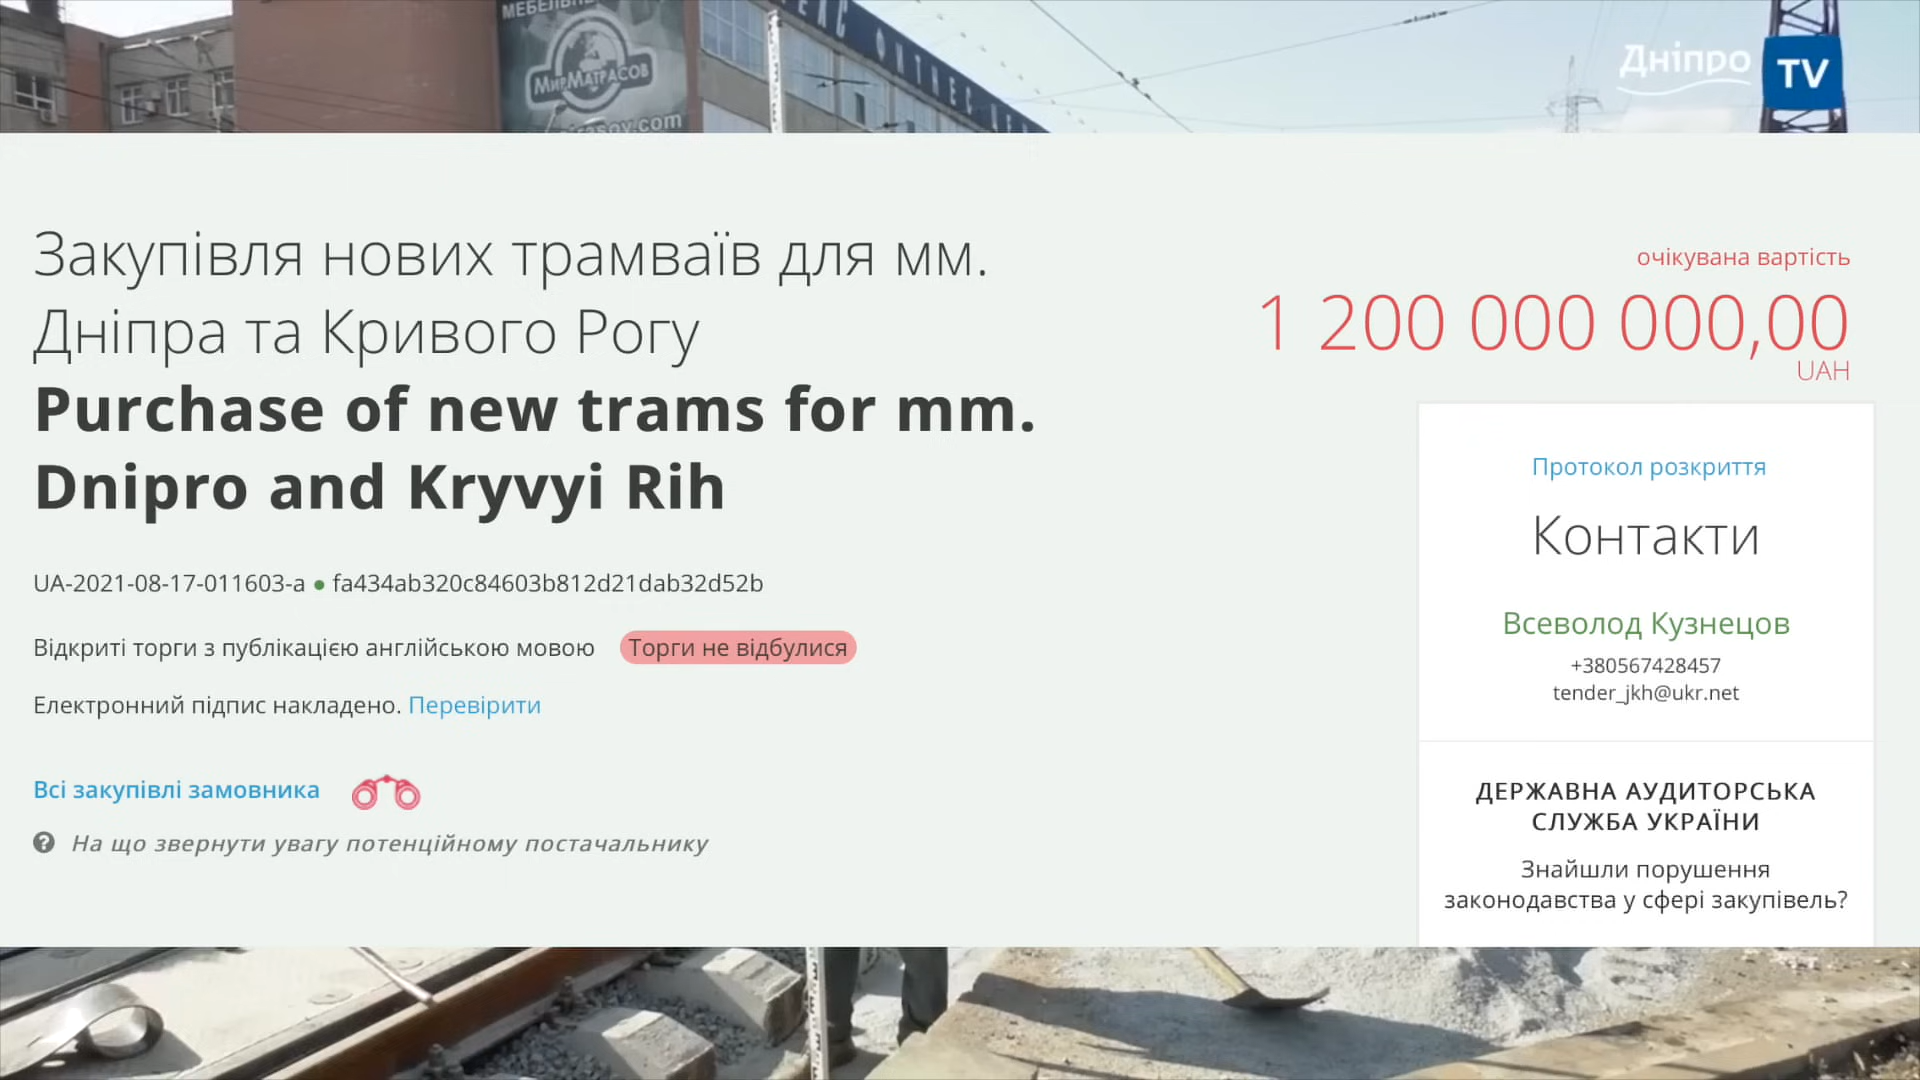 МирМатрасов
Дніпро TV
Закупівля нових трамваїв для мм.
Дніпра та Кривого Рогу
Purchase of new trams for mm.
Dnipro and Kryvyi Rih
UA-2021-08-17-011603-a ● fa434ab320c84603b812d21dab32d52b
Відкриті торги з публікацією англійською мовою Торги не відбулися
Електронний підпис накладено. Перевірити
Всі закупівлі замовника
На що звернути увагу потенційному постачальнику
очікувана вартість
1 200 000 000,00
UAH
Протокол розкриття
Контакти
Всеволод Кузнецов
+380567428457
tender_jkh@ukr.net
ДЕРЖАВНА АУДИТОРСЬКА
СЛУЖБА УКРАЇНИ
Знайшли порушення
законодавства у сфері закупівель?